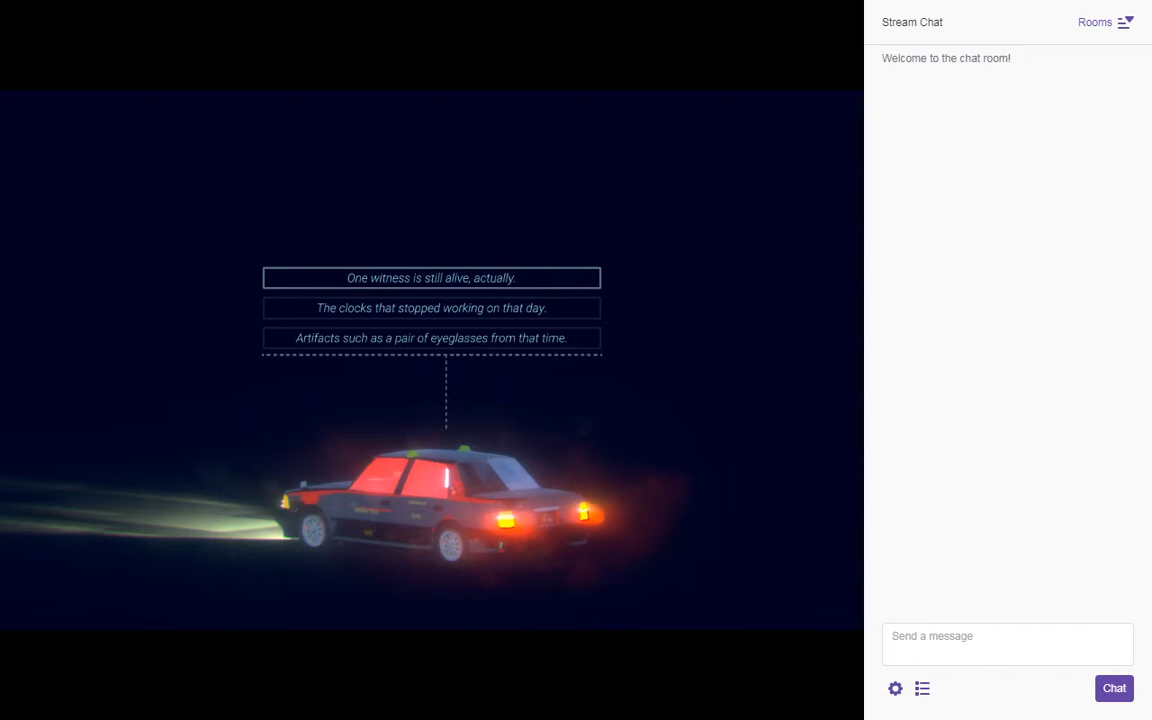 Stream Chat
Rooms
Welcome to the chat room!
One witness is still alive, actually.
The clocks that stopped working on that day.
Artifacts such as a pair of eyeglasses from that time.
Send a message
Chat